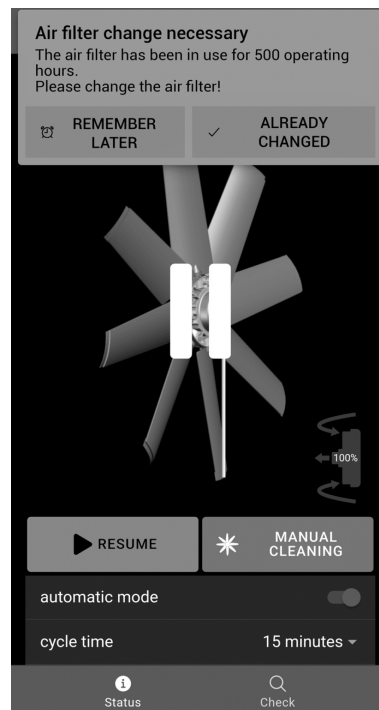 Air filter change necessary
The air filter has been in use for 500 operating
hours.
Please change the air filter!
REMEMBER
LATER
ALREADY
CHANGED
100%
RESUME
MANUAL
CLEANING
automatic mode
cycle time
15 minutes
Status
Check